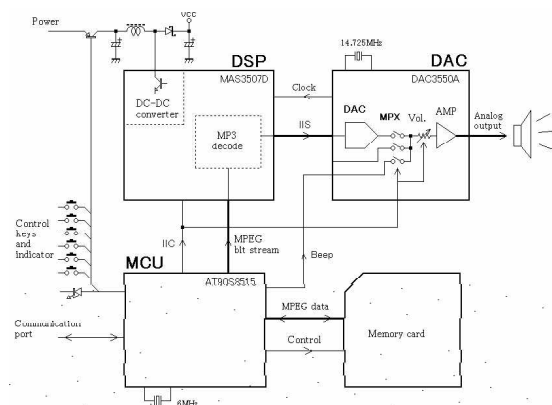 Power
VCC
14.725MHz
DSP
DAC
MAS3507D
DAC3550A
DC-DC
converter
Clock
DAC
MPX
Vol.
AMP
Analog
output
MP3
decode
IIS
Control
keys
and
Indicator
IIC
MPEG
blt stream
Beep
MCU
AT90S8515
MPEG data
Memory card
Communication
port
Control
6MHz